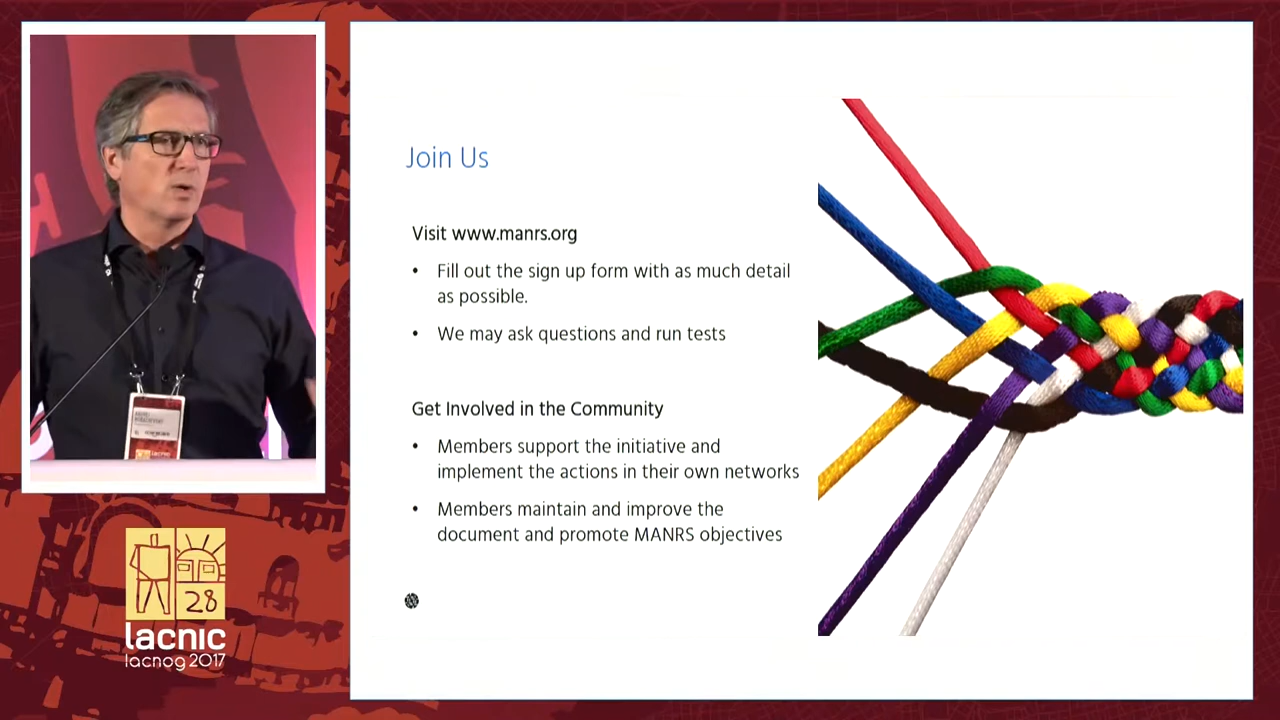 Join Us
Visit www.manrs.org
• Fill out the sign up form with as much detail
as possible.
• We may ask questions and run tests
Get Involved in the Community
• Members support the initiative and
implement the actions in their own networks
• Members maintain and improve the
document and promote MANRS objectives
lacnic
28
lacnic
lacnog 2017